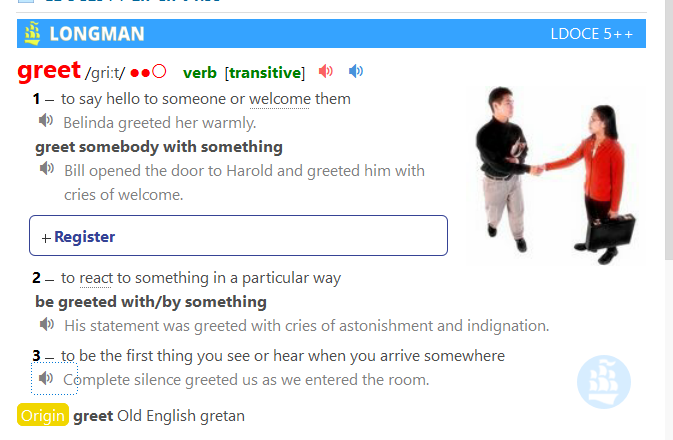 LONGMAN LDOCE 5++
greet /ɡriːt/ ●●○ verb [transitive]
1 – to say hello to someone or welcome them
Belinda greeted her warmly.
greet somebody with something
Bill opened the door to Harold and greeted him with
cries of welcome.
+ Register
2 – to react to something in a particular way
be greeted with/by something
His statement was greeted with cries of astonishment and indignation.
3 – to be the first thing you see or hear when you arrive somewhere
Complete silence greeted us as we entered the room.
Origin greet Old English gretan